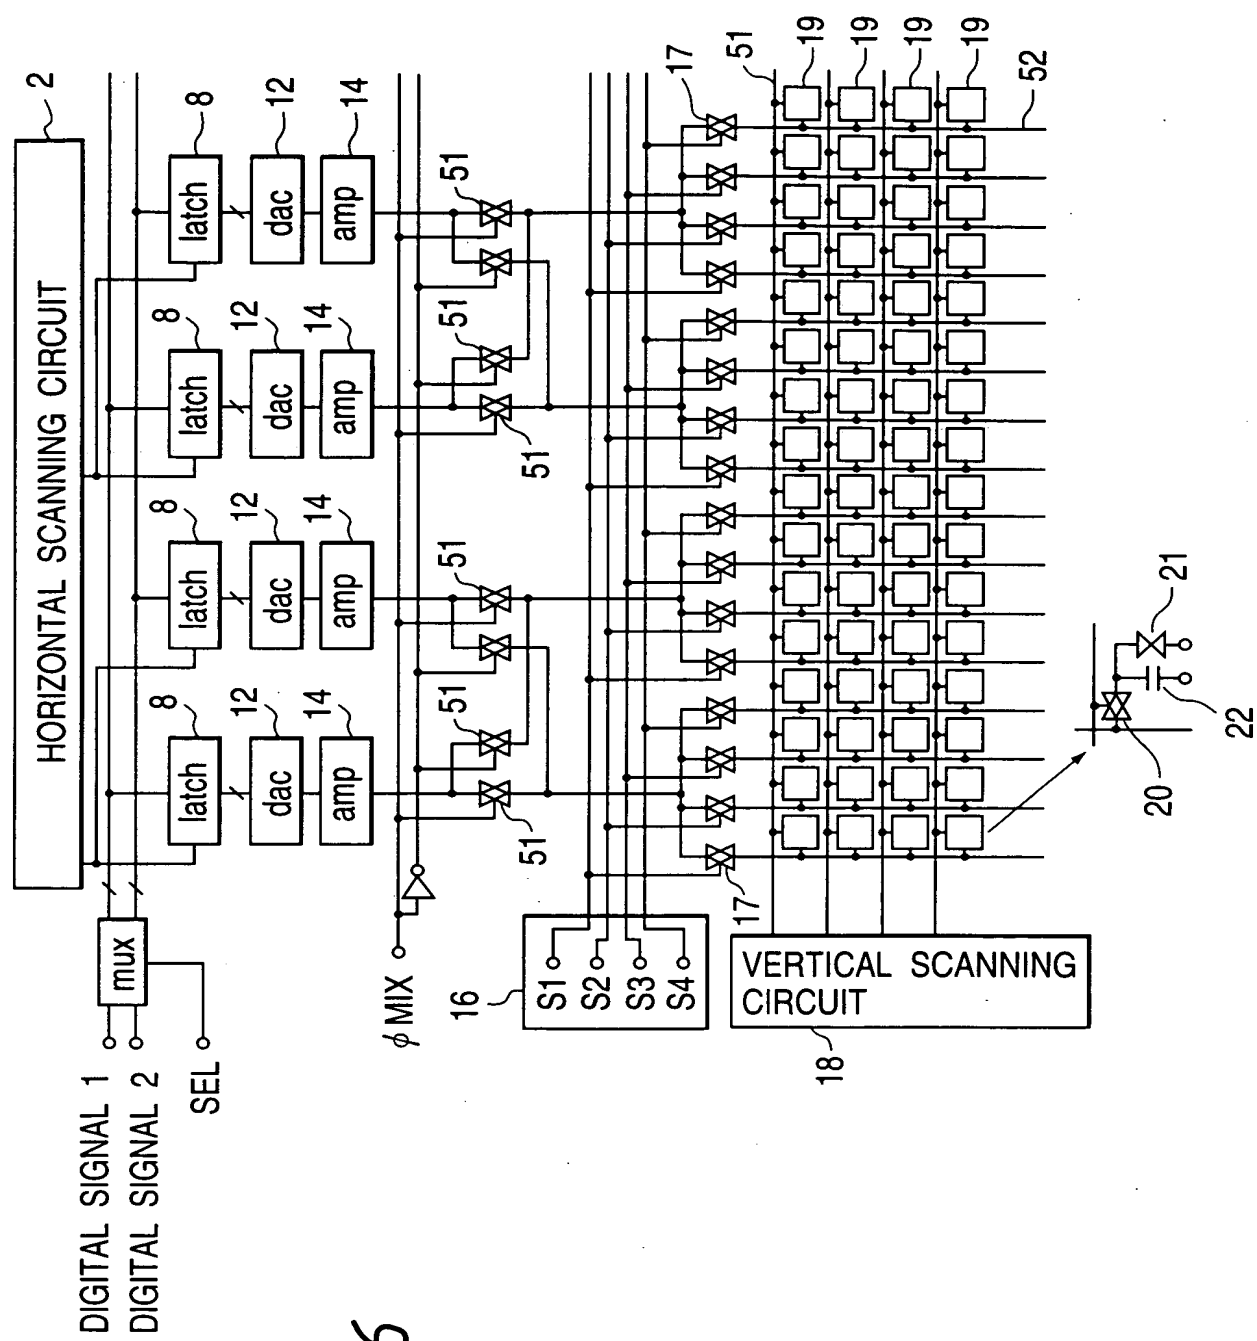 HORIZONTAL SCANNING CIRCUIT
2
DIGITAL SIGNAL 1
DIGITAL SIGNAL 2
mux
SEL
8
8
8
8
latch
latch
latch
latch
12
12
12
12
dac
dac
dac
dac
14
14
14
14
amp
amp
amp
amp
ϕ MIX
51
51
51
51
51
51
16
S1
S2
S3
S4
17
17
51
19
19
19
19
52
VERTICAL SCANNING
CIRCUIT
18
20
21
22
6